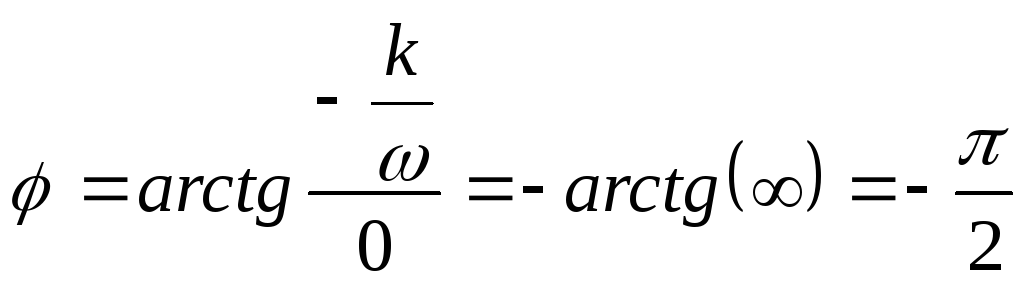 ϕ = arctg (-k/ω)/0 = - arctg(∞) = - π/2